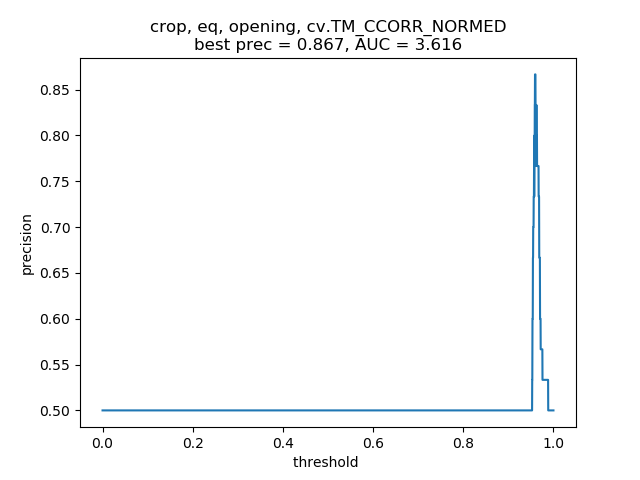 crop, eq, opening, cv.TM_CCORR_NORMED
best prec = 0.867, AUC = 3.616
0.85
0.80
0.75
0.70
0.65
0.60
0.55
0.50
precision
0.0 0.2 0.4 0.6 0.8 1.0
threshold